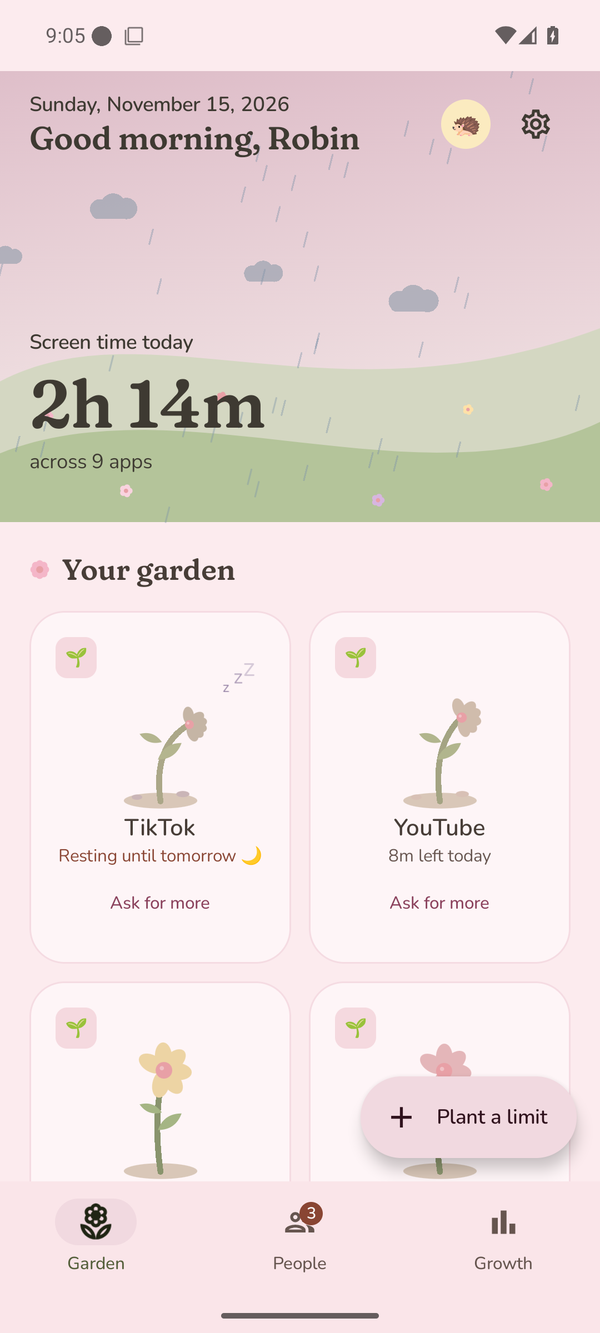 9:05
Sunday, November 15, 2026
Good morning, Robin
Screen time today
2h 14m
across 9 apps
Your garden
z z Z
TikTok
Resting until tomorrow 🌙
Ask for more
YouTube
8m left today
Ask for more
+ Plant a limit
Garden
3
People
Growth